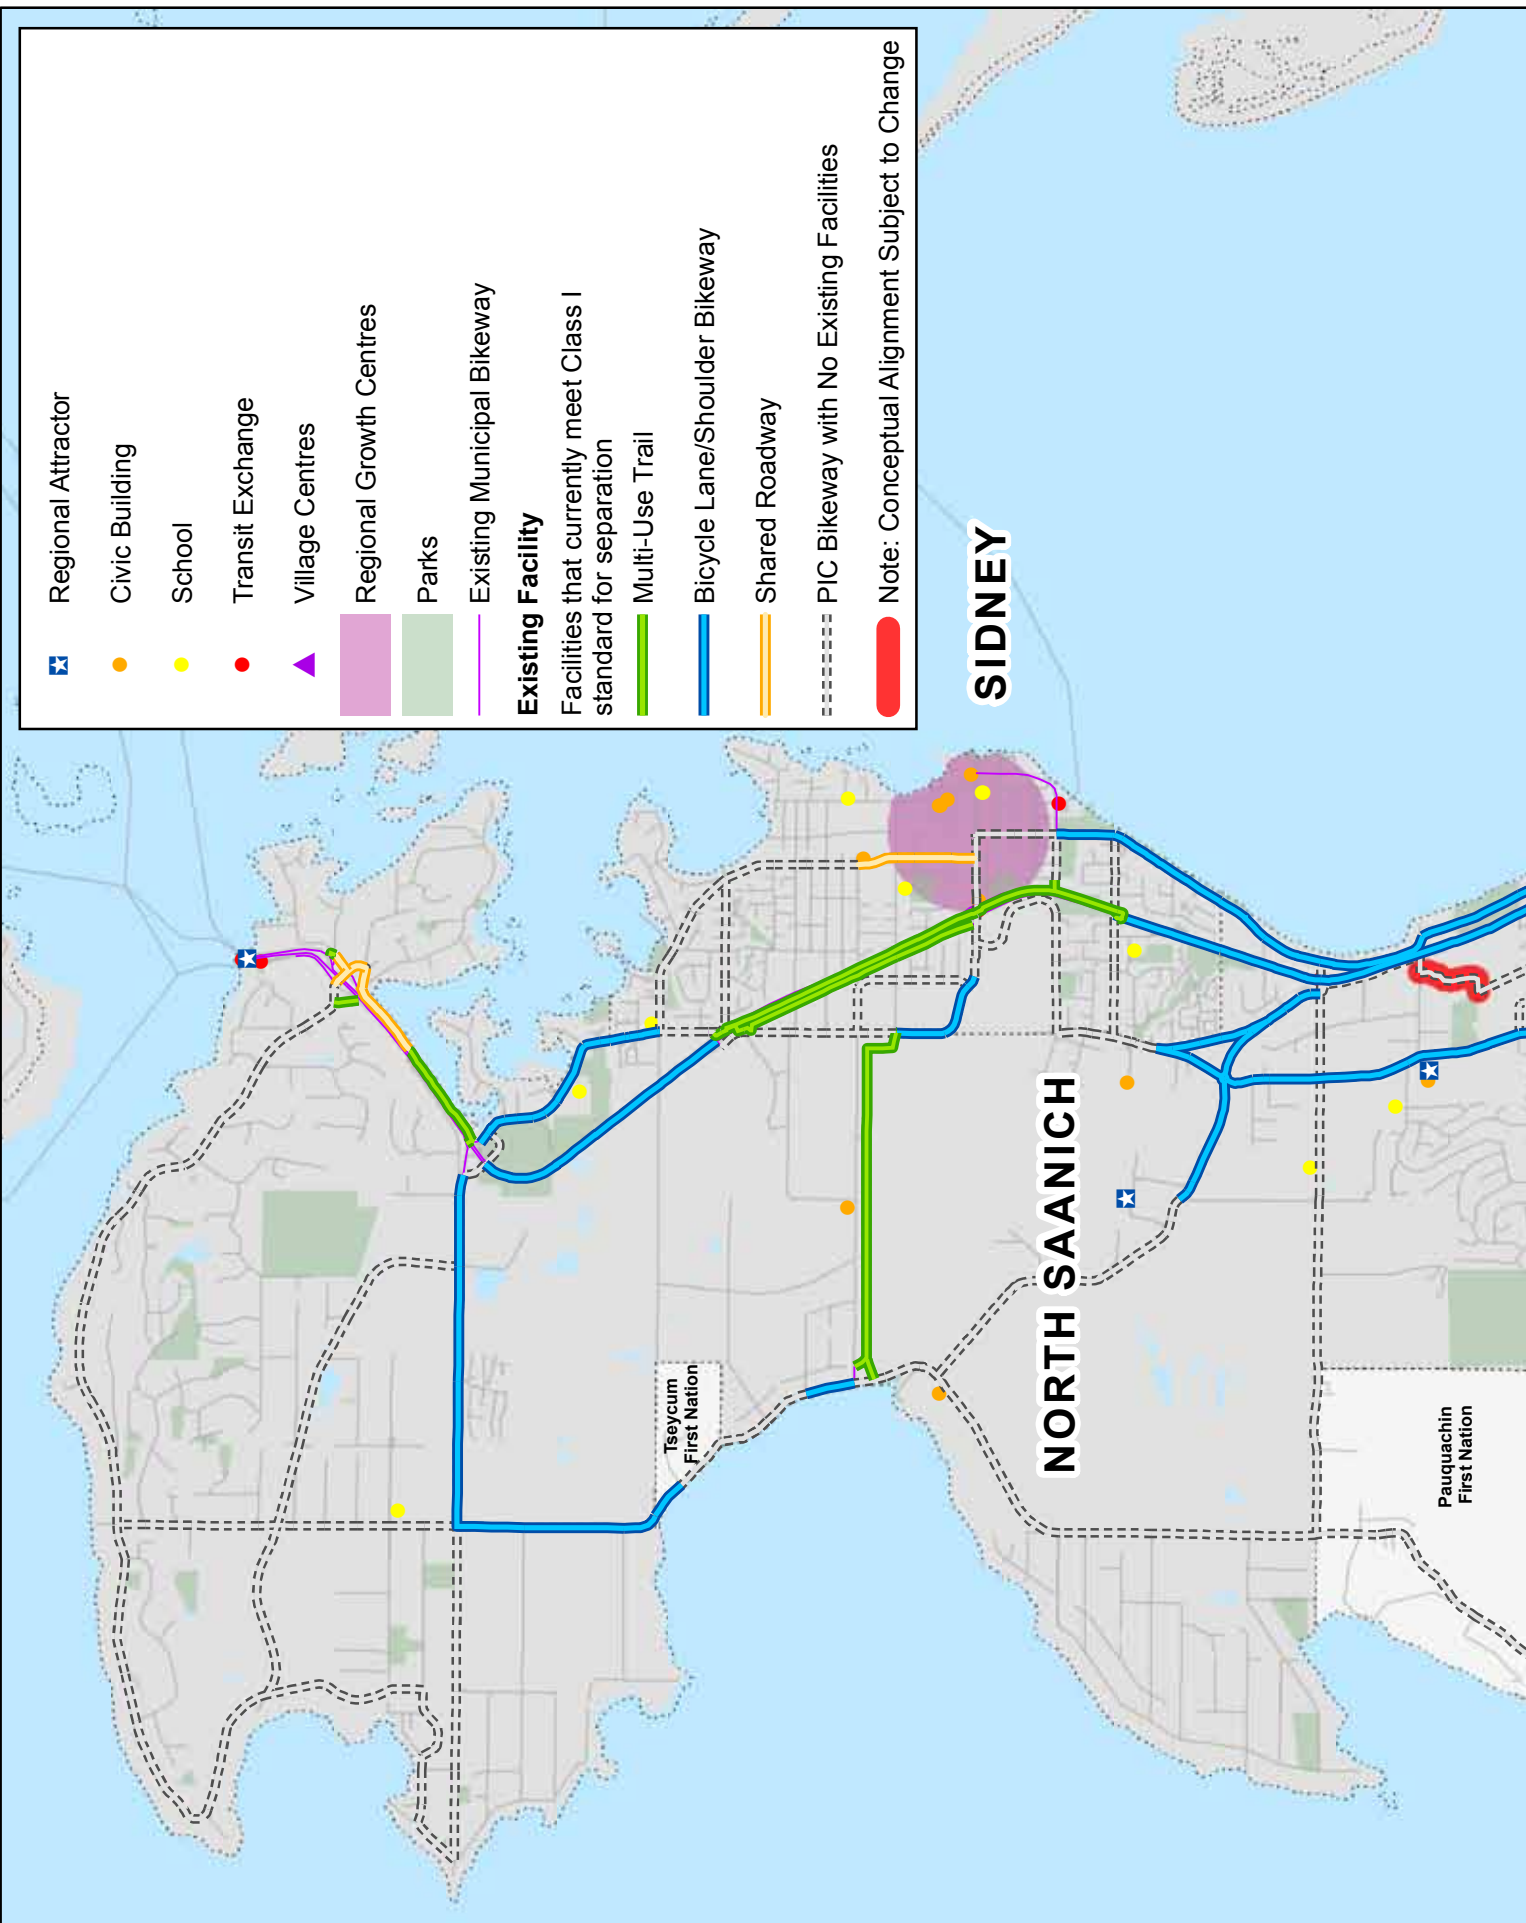 Regional Attractor
Civic Building
School
Transit Exchange
Village Centres
Regional Growth Centres
Parks
Existing Municipal Bikeway
Existing Facility
Facilities that currently meet Class I
standard for separation
Multi-Use Trail
Bicycle Lane/Shoulder Bikeway
Shared Roadway
PIC Bikeway with No Existing Facilities
Note: Conceptual Alignment Subject to Change
SIDNEY
NORTH SAANICH
Tseycum
First Nation
Pauquachin
First Nation